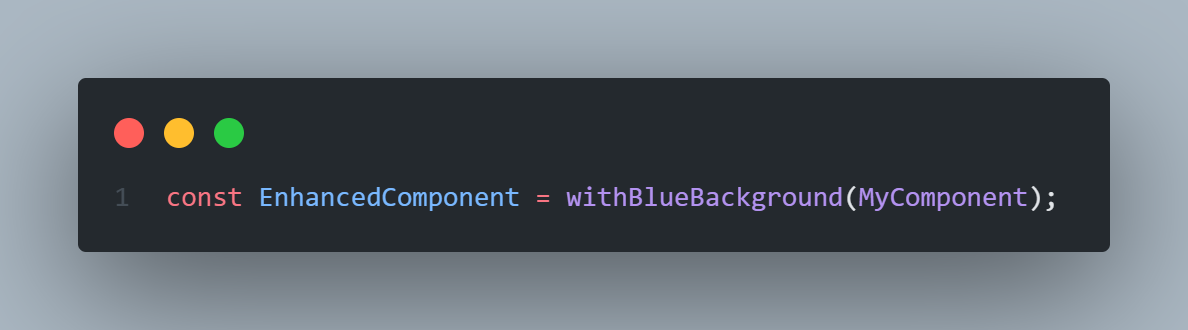 1 const EnhancedComponent = withBlueBackground(MyComponent);